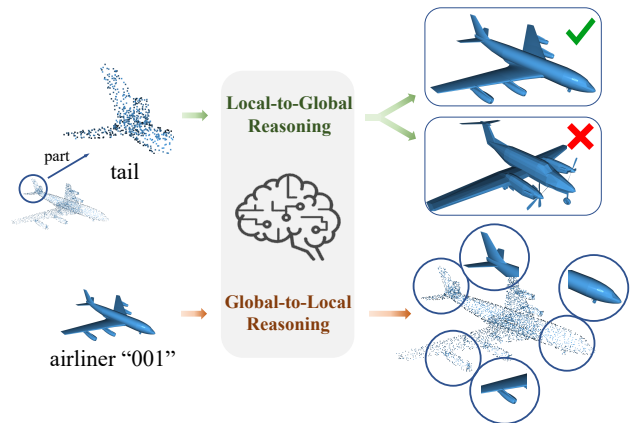 Local-to-Global
Reasoning
part
tail
Global-to-Local
Reasoning
airliner “001”